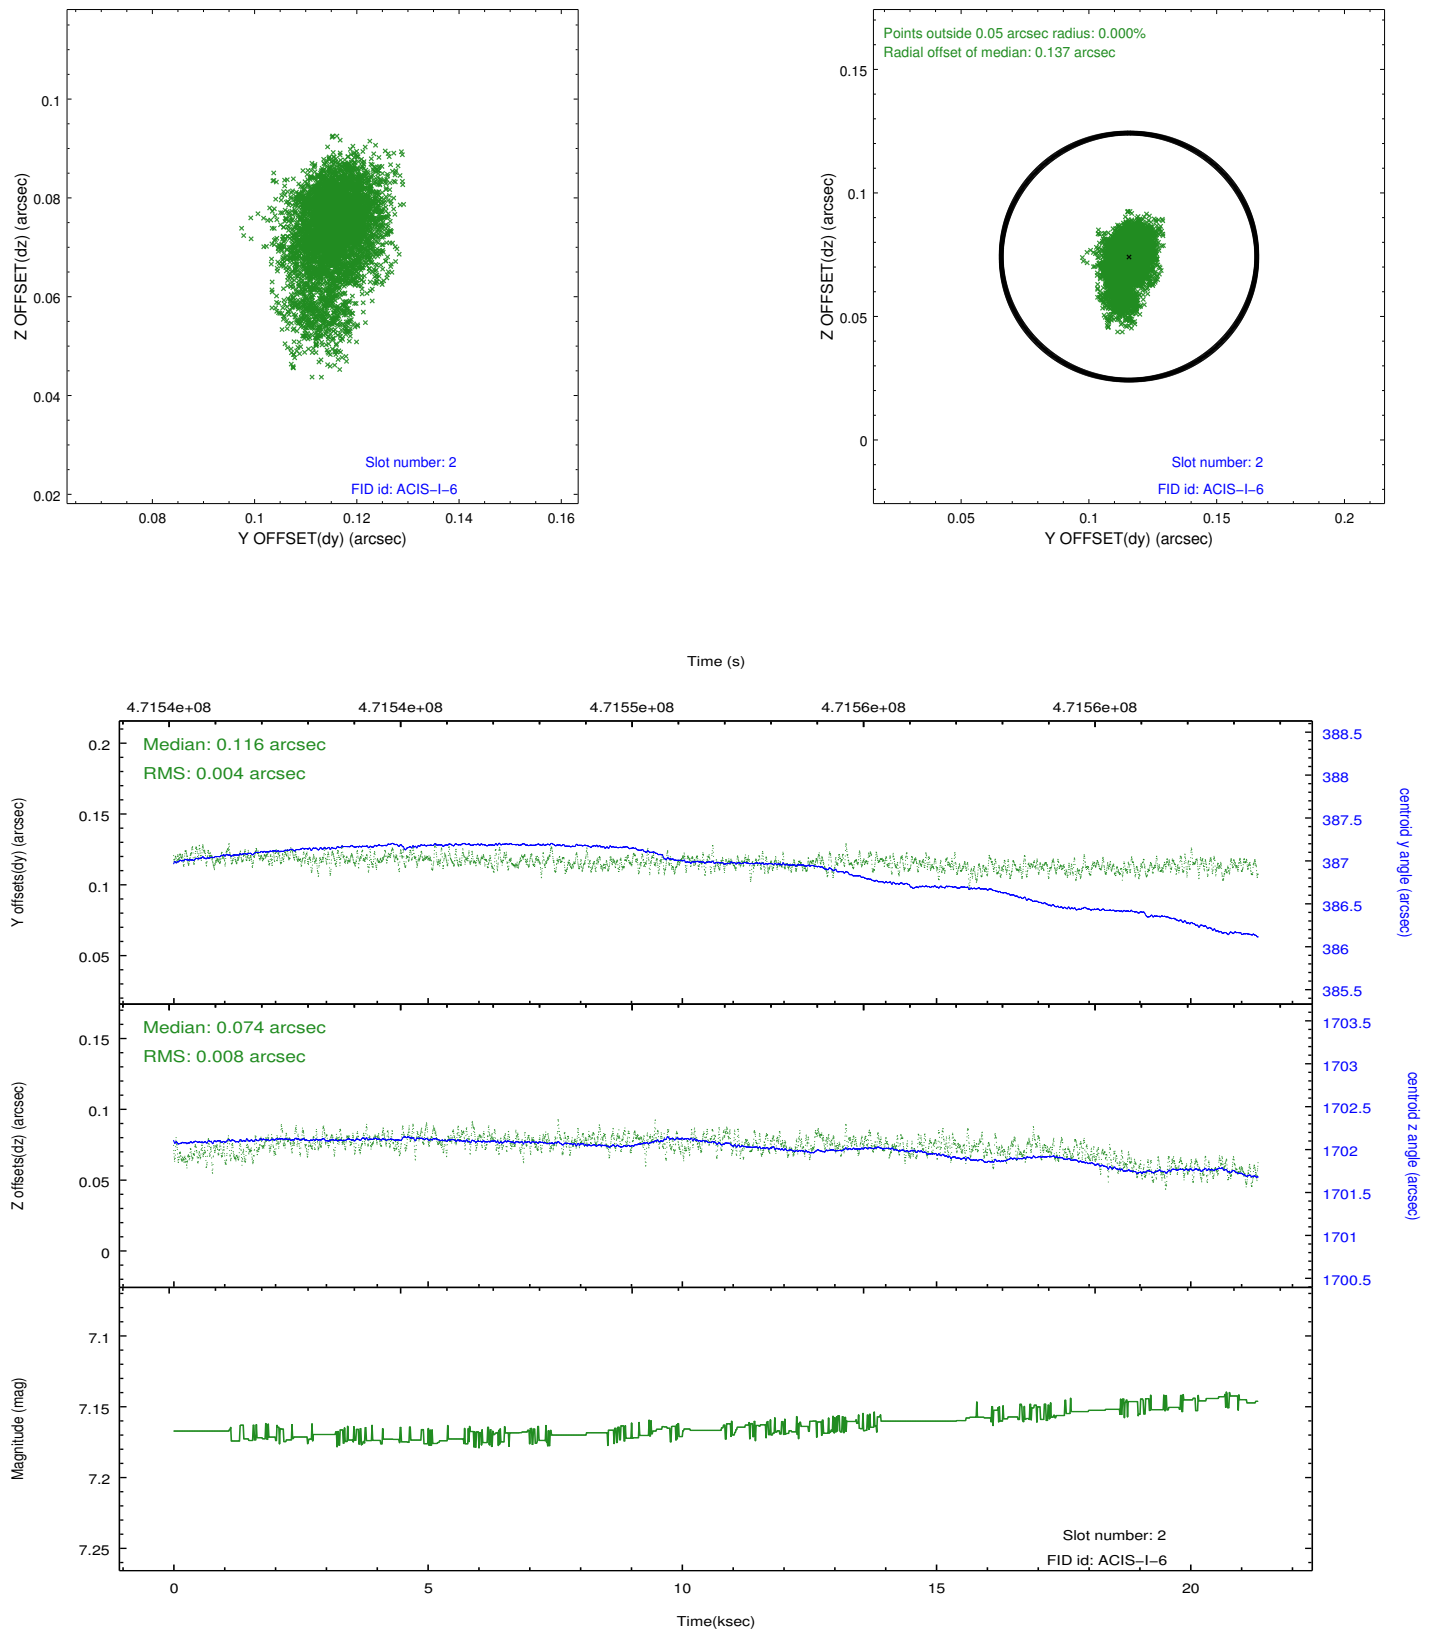 0.1
0.08
0.06
0.04
0.02
Z OFFSET(dz) (arcsec)
Slot number: 2
FID id: ACIS−I−6
0.08
0.1
0.12
0.14
0.16
Y OFFSET(dy) (arcsec)
Points outside 0.05 arcsec radius: 0.000%
Radial offset of median: 0.137 arcsec
0.15
0.1
0.05
0
Z OFFSET(dz) (arcsec)
Slot number: 2
FID id: ACIS−I−6
0.05
0.1
0.15
0.2
Y OFFSET(dy) (arcsec)
Time (s)
4.7154e+08
4.7154e+08
4.7155e+08
4.7156e+08
4.7156e+08
Median: 0.116 arcsec
RMS: 0.004 arcsec
0.2
0.15
0.1
0.05
Y offsets(dy) (arcsec)
388.5
388
387.5
387
386.5
386
385.5
centroid y angle (arcsec)
Median: 0.074 arcsec
RMS: 0.008 arcsec
0.15
0.1
0.05
0
Z offsets(dz) (arcsec)
1703.5
1703
1702.5
1702
1701.5
1701
1700.5
centroid z angle (arcsec)
7.1
7.15
7.2
7.25
Magnitude (mag)
Slot number: 2
FID id: ACIS−I−6
0
5
10
15
20
Time(ksec)